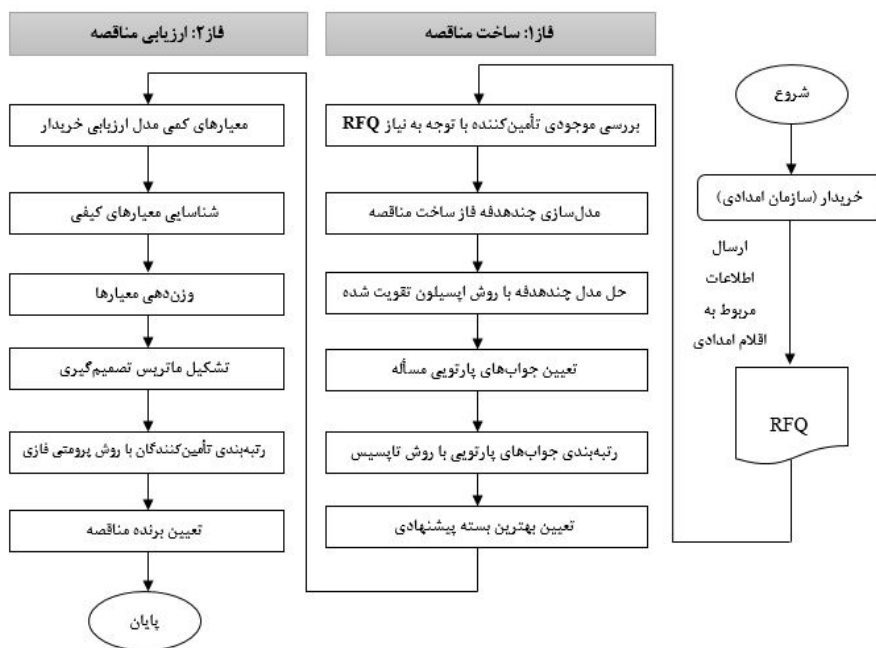 فاز۱: ساخت مناقصه
فاز۲: ارزیابی مناقصه
شروع
خریدار (سازمان امدادی)
ارسال
اطلاعات
مربوط به
اقلام امدادی
RFQ
بررسی موجودی تأمین‌کننده با توجه به نیاز RFQ
مدل‌سازی چندهدفه فاز ساخت مناقصه
حل مدل چندهدفه با روش اپسیلون تقویت شده
تعیین جواب‌های پارتویی مسأله
رتبه‌بندی جواب‌های پارتویی با روش تاپسیس
تعیین بهترین بسته پیشنهادی
معیارهای کمی مدل ارزیابی خریدار
شناسایی معیارهای کیفی
وزن‌دهی معیارها
تشکیل ماتریس تصمیم‌گیری
رتبه‌بندی تأمین‌کنندگان با روش پرومتی فازی
تعیین برنده مناقصه
پایان